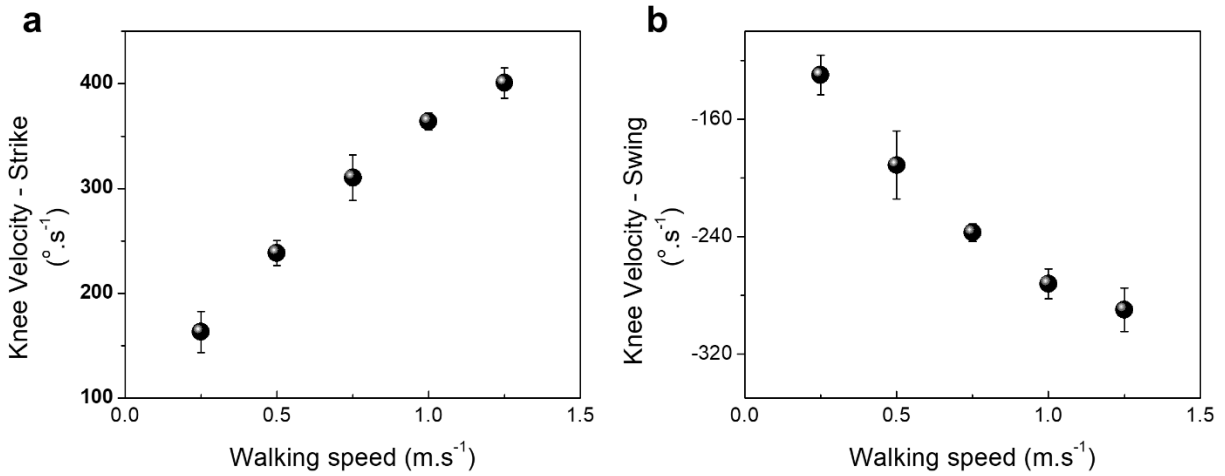 a
Knee Velocity - Strike
(°.s⁻¹)
400
300
200
100
0.0 0.5 1.0 1.5
Walking speed (m.s⁻¹)
b
Knee Velocity - Swing
(°.s⁻¹)
-160
-240
-320
0.0 0.5 1.0 1.5
Walking speed (m.s⁻¹)